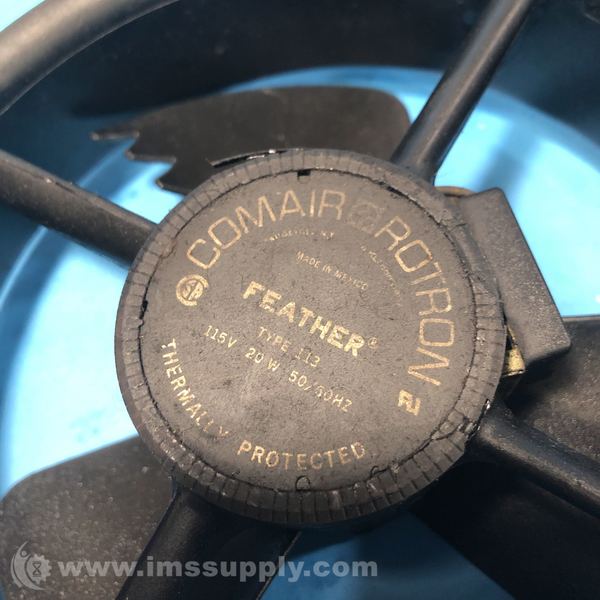 COMAIR ROTRON
MADE IN MEXICO
FEATHER®
TYPE 113
115V 20W 50/60HZ
THERMALLY PROTECTED
www.imssupply.com